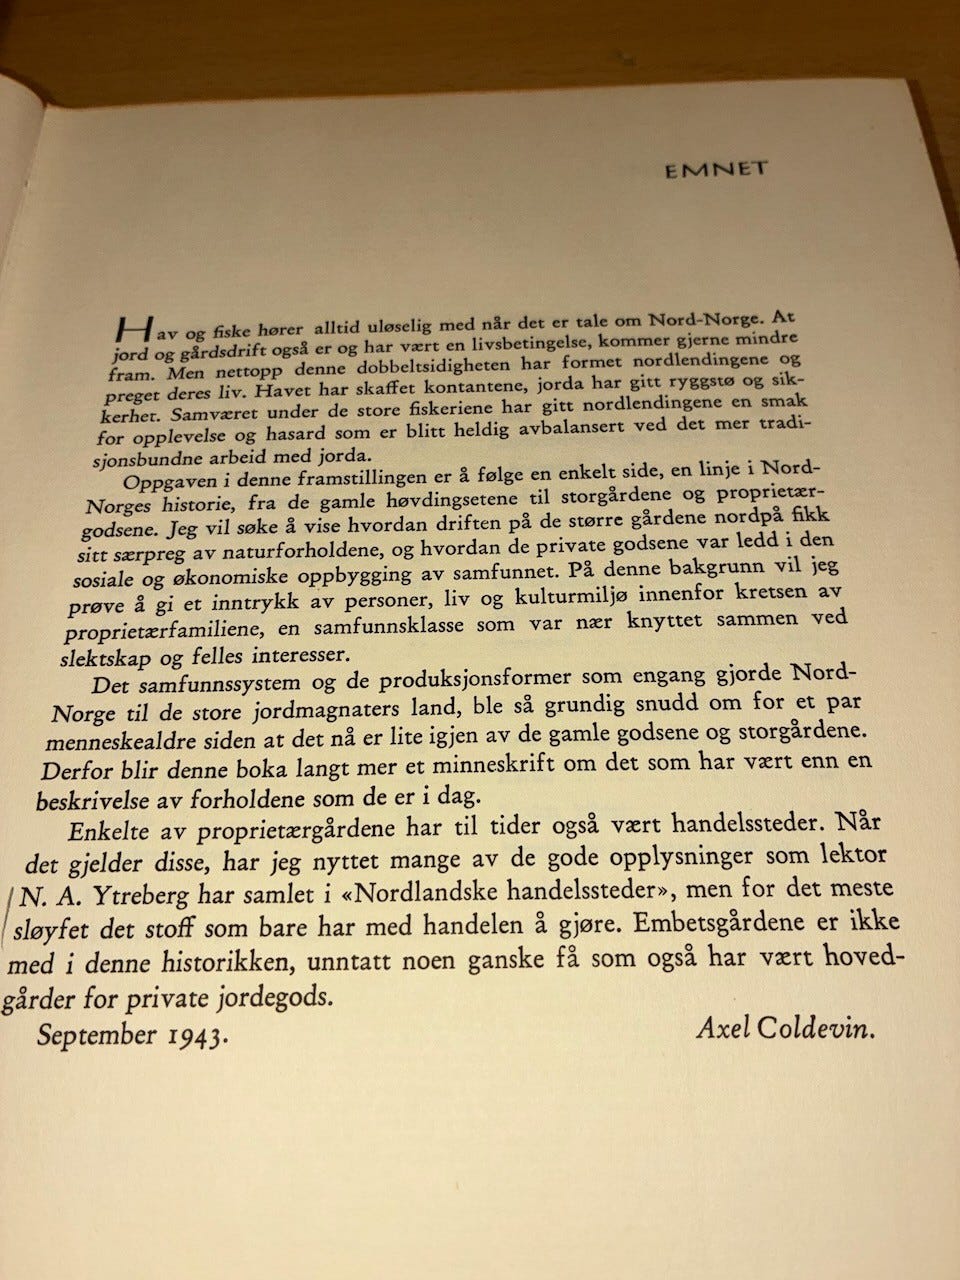 EMNET
Hav og fiske hører alltid uløselig med når det er tale om Nord-Norge. At
jord og gårdsdrift også er og har vært en livsbetingelse, kommer gjerne mindre
fram. Men nettopp denne dobbeltsidigheten har formet nordlendingene og
preget deres liv. Havet har skaffet kontantene, jorda har gitt ryggstø og sik-
kerhet. Samværet under de store fiskeriene har gitt nordlendingene en smak
for opplevelse og hasard som er blitt heldig avbalansert ved det mer tradi-
sjonsbundne arbeid med jorda.
Oppgaven i denne framstillingen er å følge en enkelt side, en linje i Nord-
Norges historie, fra de gamle høvdingsetene til storgårdene og proprietær-
godsene. Jeg vil søke å vise hvordan driften på de større gårdene nordpå fikk
sitt særpreg av naturforholdene, og hvordan de private godsene var ledd i den
sosiale og økonomiske oppbygging av samfunnet. På denne bakgrunn vil jeg
prøve å gi et inntrykk av personer, liv og kulturmiljø innenfor kretsen av
proprietærfamiliene, en samfunnsklasse som var nær knyttet sammen ved
slektskap og felles interesser.
Det samfunnssystem og de produksjonsformer som engang gjorde Nord-
Norge til de store jordmagnaters land, ble så grundig snudd om for et par
menneskealdre siden at det nå er lite igjen av de gamle godsene og storgårdene.
Derfor blir denne boka langt mer et minneskrift om det som har vært enn en
beskrivelse av forholdene som de er i dag.
Enkelte av proprietærgårdene har til tider også vært handelssteder. Når
det gjelder disse, har jeg nyttet mange av de gode opplysninger som lektor
N. A. Ytreberg har samlet i «Nordlandske handelssteder», men for det meste
sløyfet det stoff som bare har med handelen å gjøre. Embetsgårdene er ikke
med i denne historikken, unntatt noen ganske få som også har vært hoved-
gårder for private jordegods.
September 1943. Axel Coldevin.